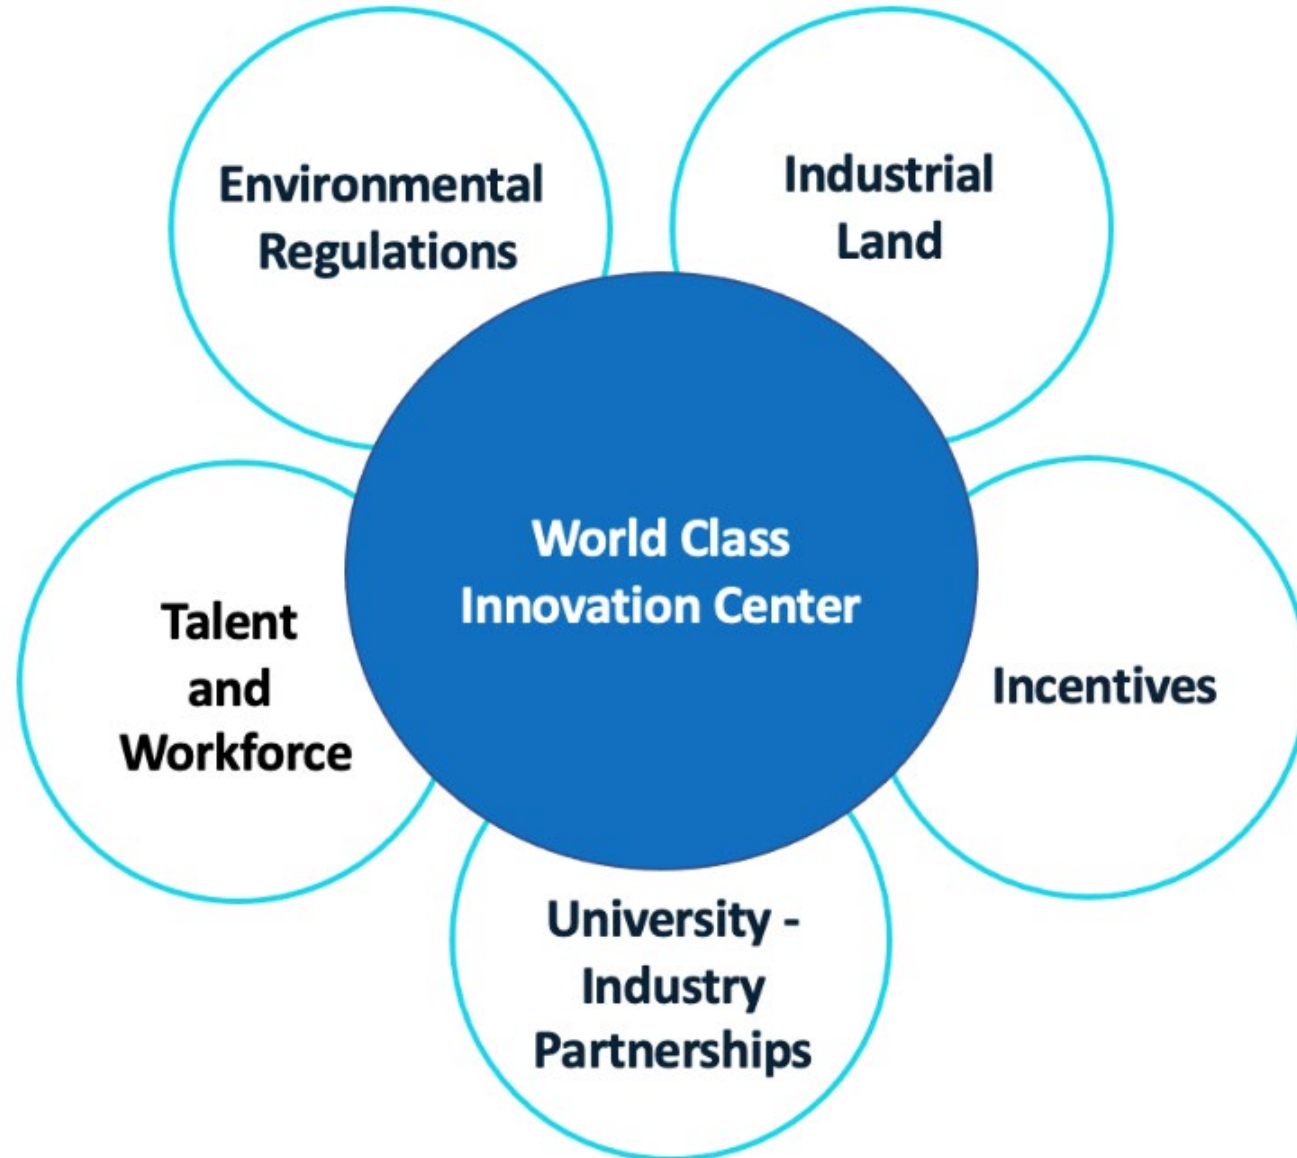 Environmental
Regulations
Industrial
Land
World Class
Innovation Center
Talent
and
Workforce
Incentives
University -
Industry
Partnerships